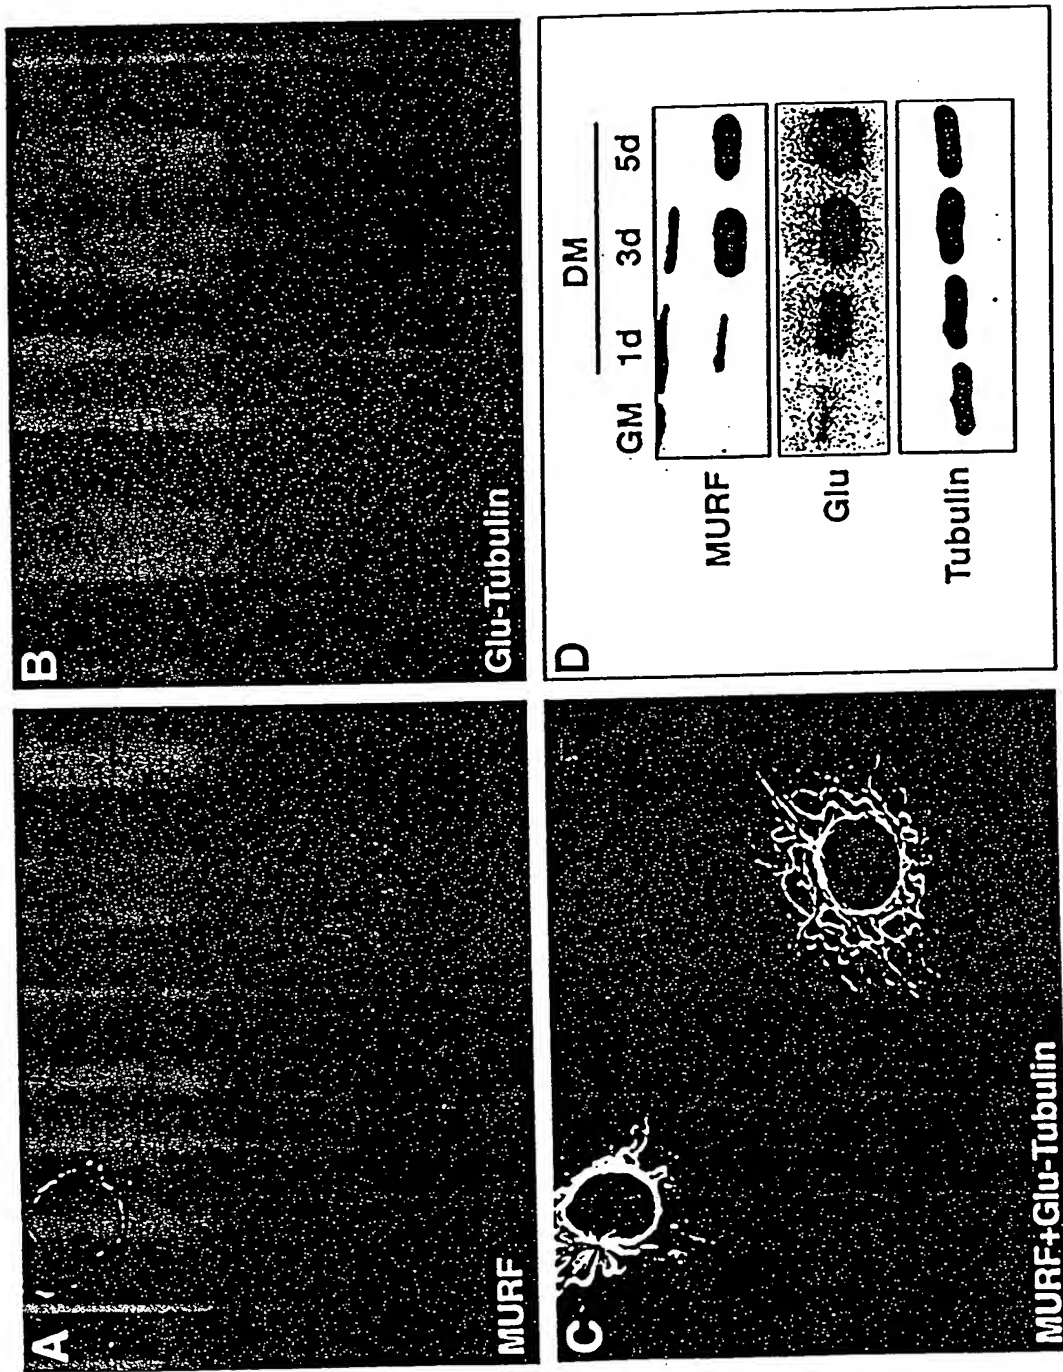 A
MURF
B
Glu-Tubulin
C
MURF+Glu-Tubulin
D
DM
GM 1d 3d 5d
MURF
Glu
Tubulin